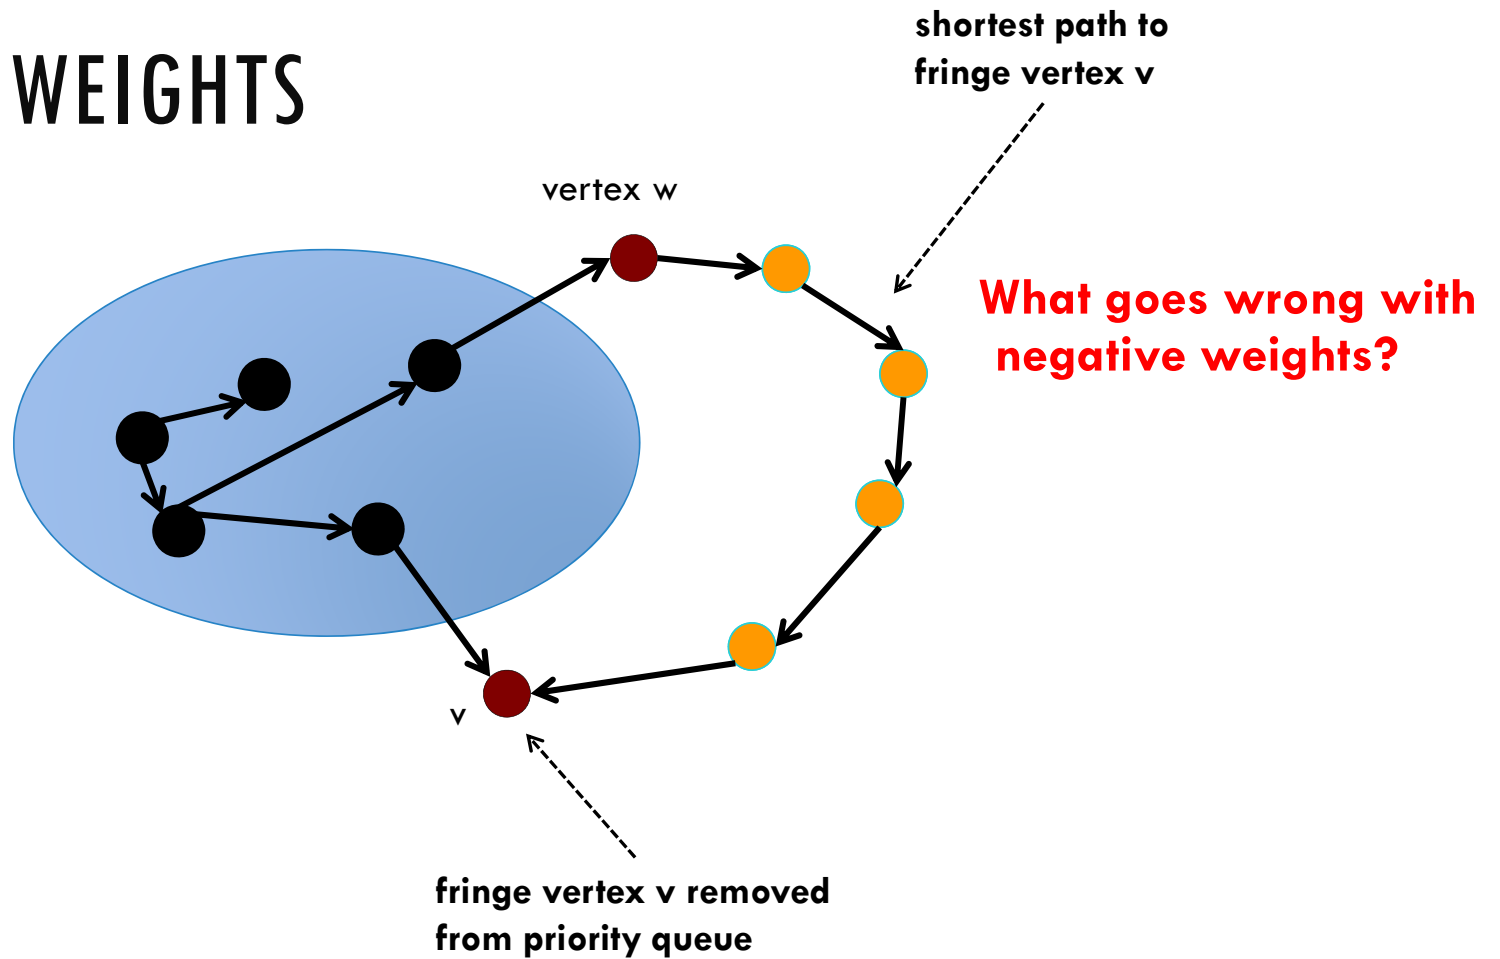 WEIGHTS
shortest path to
fringe vertex v
vertex w
What goes wrong with
negative weights?
v
fringe vertex v removed
from priority queue